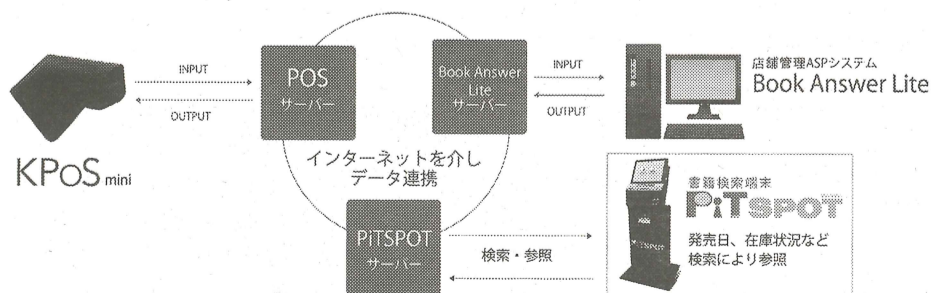 INPUT
OUTPUT
KPoS mini
POS
サーバー
Book Answer
Lite
サーバー
INPUT
OUTPUT
店舗管理ASPシステム
Book Answer Lite
インターネットを介し
データ連携
PiTSPOT
サーバー
検索・参照
書籍検索端末
PiTSPOT
発売日、在庫状況など
検索により参照
PiTSPOT